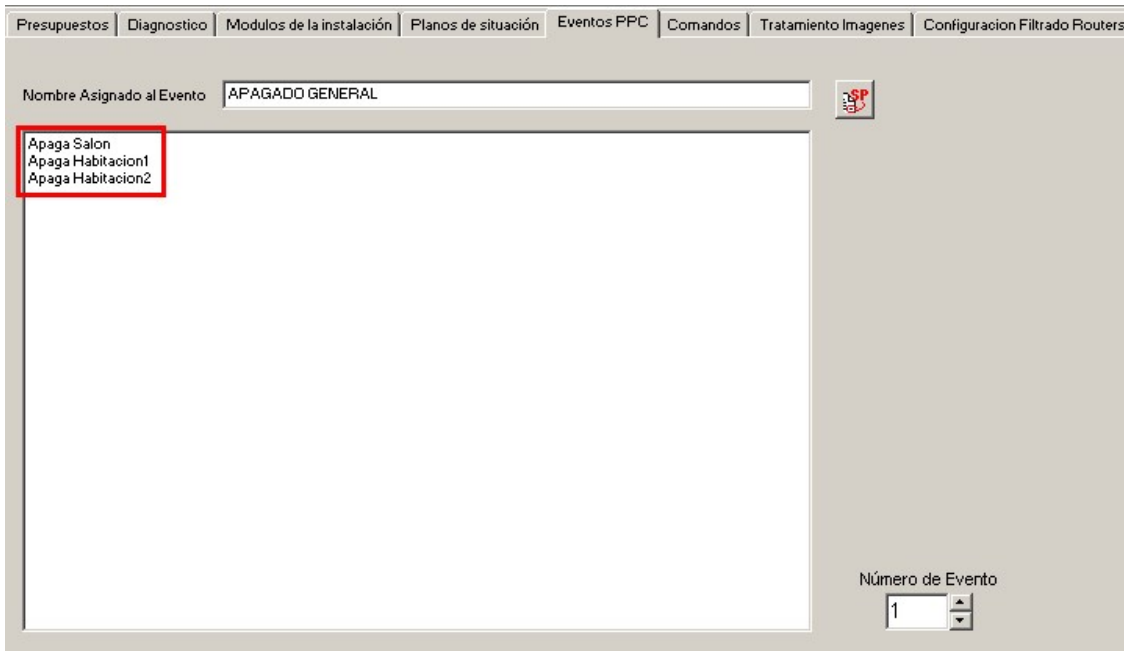 Presupuestos Diagnostico Modulos de la instalación Planos de situación Eventos PPC Comandos Tratamiento Imagenes Configuracion Filtrado Routers
Nombre Asignado al Evento APAGADO GENERAL
SP
Apaga Salon
Apaga Habitacion1
Apaga Habitacion2
Número de Evento
1